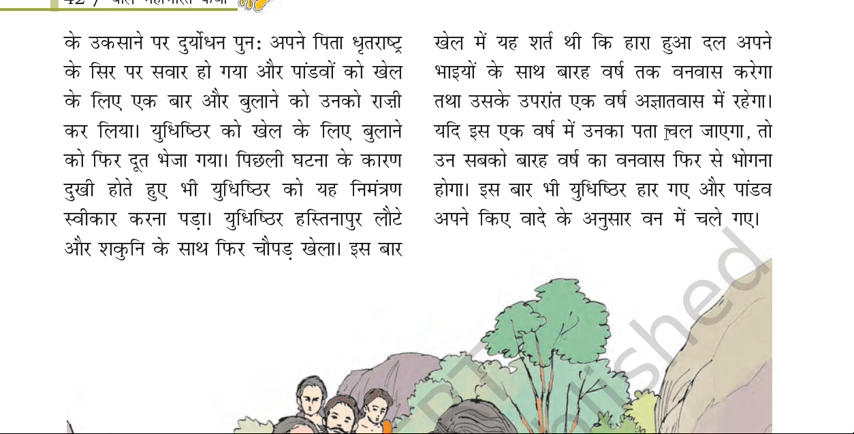 के उकसाने पर दुर्योधन पुन: अपने पिता धृतराष्ट्र
के सिर पर सवार हो गया और पांडवों को खेल
के लिए एक बार और बुलाने को उनको राज़ी
कर लिया। युधिष्ठिर को खेल के लिए बुलाने
को फिर दूत भेजा गया। पिछली घटना के कारण
दुखी होते हुए भी युधिष्ठिर को यह निमंत्रण
स्वीकार करना पड़ा। युधिष्ठिर हस्तिनापुर लौटे
और शकुनि के साथ फिर चौपड़ खेला। इस बार
खेल में यह शर्त थी कि हारा हुआ दल अपने
भाइयों के साथ बारह वर्ष तक वनवास करेगा
तथा उसके उपरांत एक वर्ष अज्ञातवास में रहेगा।
यदि इस एक वर्ष में उनका पता चल जाएगा, तो
उन सबको बारह वर्ष का वनवास फिर से भोगना
होगा। इस बार भी युधिष्ठिर हार गए और पांडव
अपने किए वादे के अनुसार वन में चले गए।